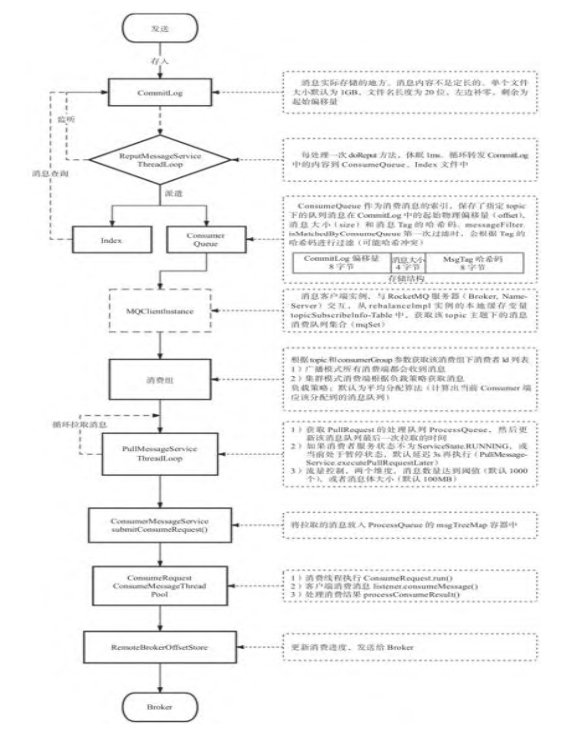 发送
存入
CommitLog
消息实际存储的地方。消息内容不是定长的。单个文件
大小默认为 1GB，文件名长度为 20 位，左边补零，剩余为
起始偏移量
监听
消息查询
ReputMessageService
ThreadLoop
每处理一次 doReput 方法，休眠 1ms。循环转发 CommitLog
中的内容到 ConsumeQueue、Index 文件中
派遣
Index
Consumer
Queue
ConsumeQueue 作为消费消息的索引，保存了指定 topic
下的队列消息在 CommitLog 中的起始物理偏移量（offset）、
消息大小（size）和消息 Tag 的哈希码。messageFilter.
isMatchedByConsumeQueue 第一次过滤时，会根据 Tag 的
哈希码进行过滤（可能哈希冲突）
CommitLog 偏移量
8 字节
消息大小
4 字节
MsgTag 哈希码
8 字节
存储结构
MQClientInstance
消息客户端实例，与 RocketMQ 服务器（Broker，Name-
Server）交互，从 rebalanceImpl 实例的本地缓存变量
topicSubscribeInfo-Table 中，获取该 topic 主题下的消息
消费队列集合（mqSet）
消费组
根据 topic 和 consumerGroup 参数获取该消费组下消费者 Id 列表
1）广播模式所有消费端都会收到消息
2）集群模式消费端根据负载策略获取消息
负载策略：默认为平均分配算法（计算出当前 Consumer 端
应该分配到的消息队列）
循环拉取消息
PullMessageService
ThreadLoop
1）获取 PullRequest 的处理队列 ProcessQueue，然后更
新该消息队列最后一次拉取的时间
2）如果消费者服务状态不为 ServiceState.RUNNING，或
当前处于暂停状态，默认延迟 3s 再执行（PullMessage-
Service.executePullRequestLater）
3）流量控制，两个维度，消息数量达到阈值（默认 1000
个），或者消息体大小（默认 100MB）
ConsumerMessageService
submitConsumeRequest()
将拉取的消息放入 ProcessQueue 的 msgTreeMap 容器中
ConsumeRequest
ConsumeMessageThread
Pool
1）消费线程执行 ConsumeRequest.run()
2）客户端消费消息 listener.consumeMessage()
3）处理消费结果 processConsumeResult()
RemoteBrokerOffsetStore
更新消费进度，发送给 Broker
Broker